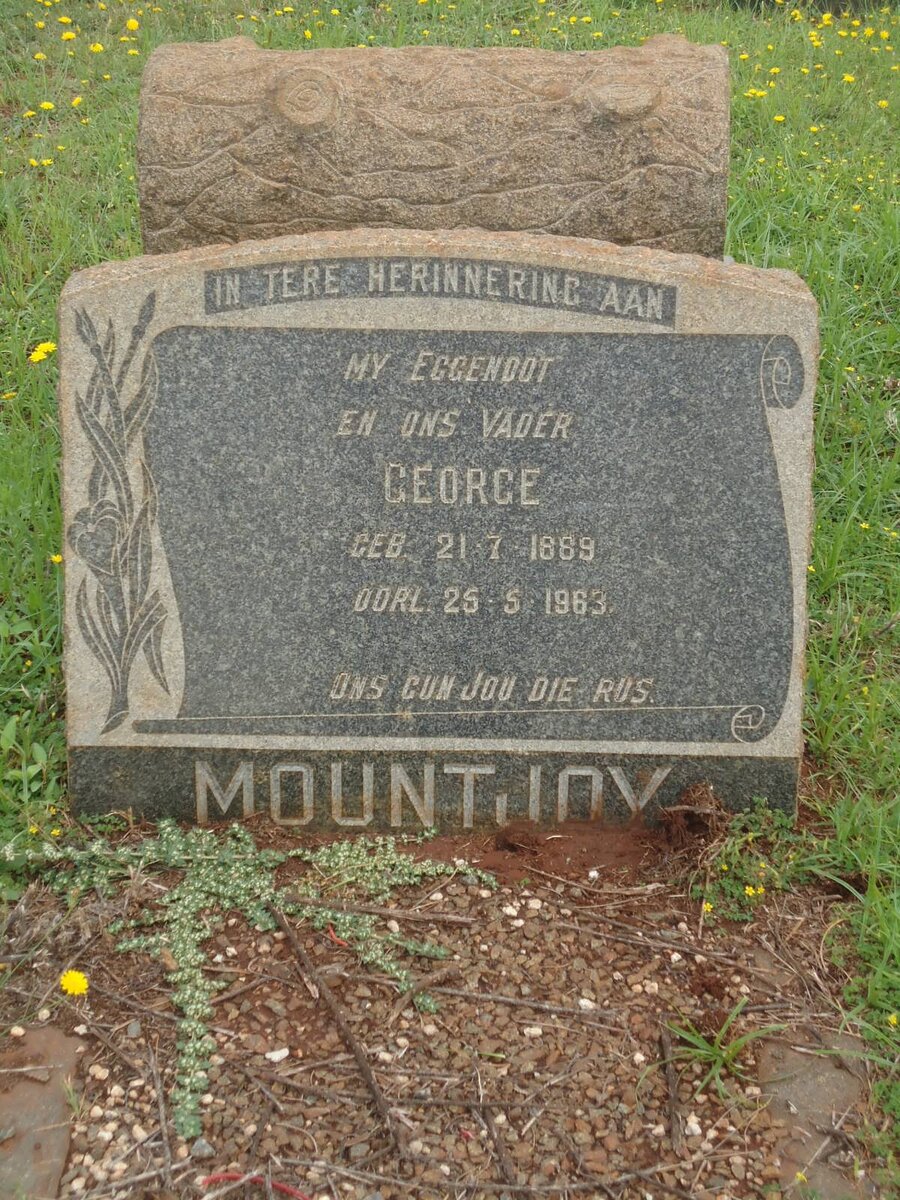 IN TERE HERINNERING AAN
MY EGGENOOT
EN ONS VADER
GEORGE
GEB. 21·7·1889
OORL. 25·5·1963.
ONS GUN JOU DIE RUS.
MOUNTJOY